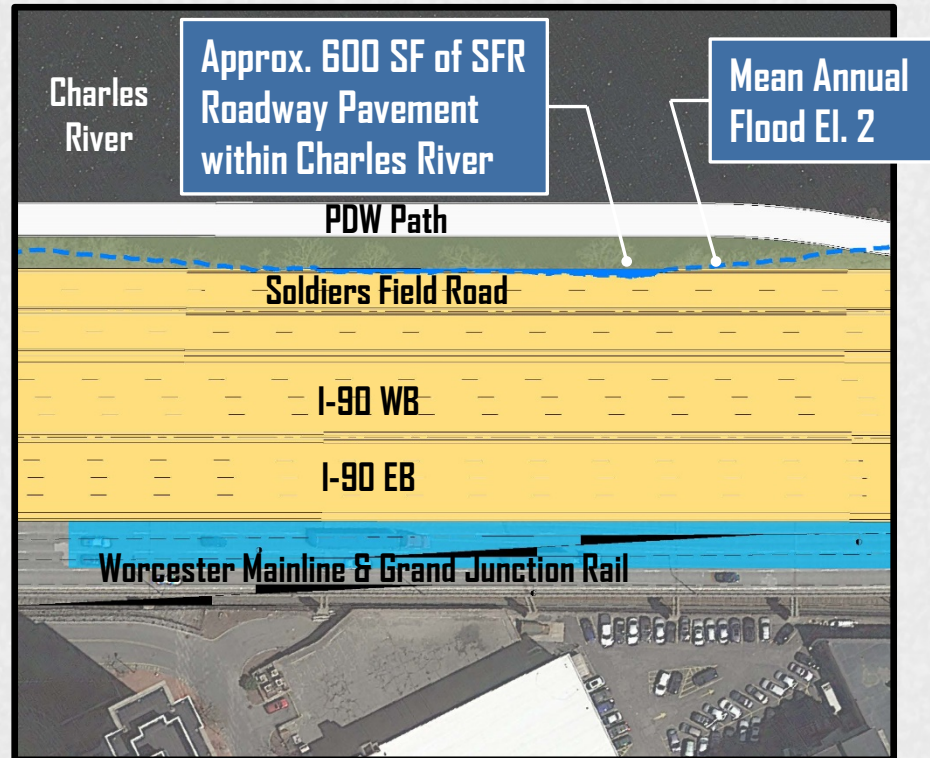 Charles
River
Approx. 600 SF of SFR
Roadway Pavement
within Charles River
Mean Annual
Flood El. 2
PDW Path
Soldiers Field Road
I-90 WB
I-90 EB
Worcester Mainline & Grand Junction Rail